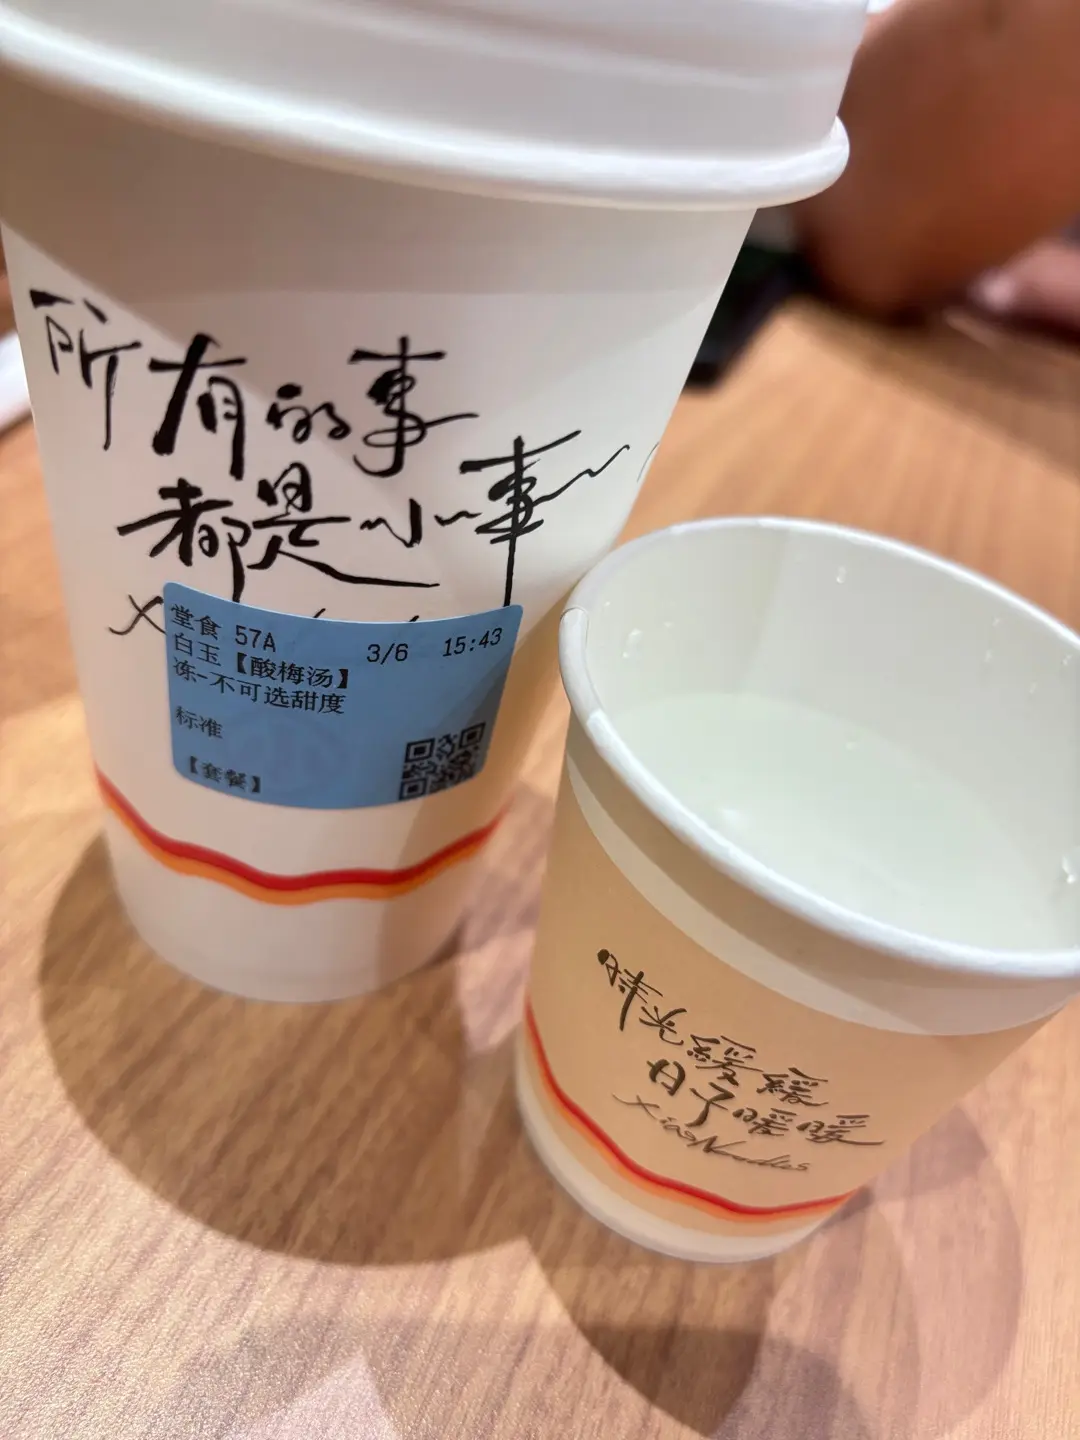 所有的事
都是小事
堂食 57A 3/6 15:43
白玉【酸梅汤】
冻-不可选甜度
标准
【套餐】
時光緩緩
日子暖暖
XiaoNoodles